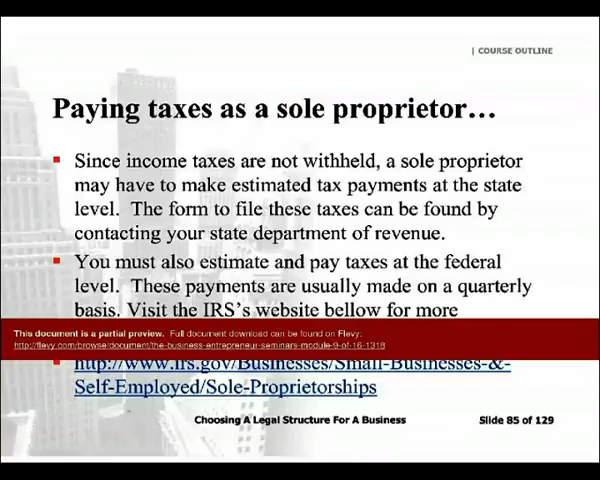 | COURSE OUTLINE
Paying taxes as a sole proprietor…
Since income taxes are not withheld, a sole proprietor
may have to make estimated tax payments at the state
level. The form to file these taxes can be found by
contacting your state department of revenue.
You must also estimate and pay taxes at the federal
level. These payments are usually made on a quarterly
basis. Visit the IRS's website bellow for more
This document is a partial preview. Full document download can be found on Flevy:
http://flevy.com/browse/document/the-business-entrepreneur-seminars-module-9-of-16-1318
http://www.irs.gov/Businesses/Small-Businesses-&-
Self-Employed/Sole-Proprietorships
Choosing A Legal Structure For A Business
Slide 85 of 129